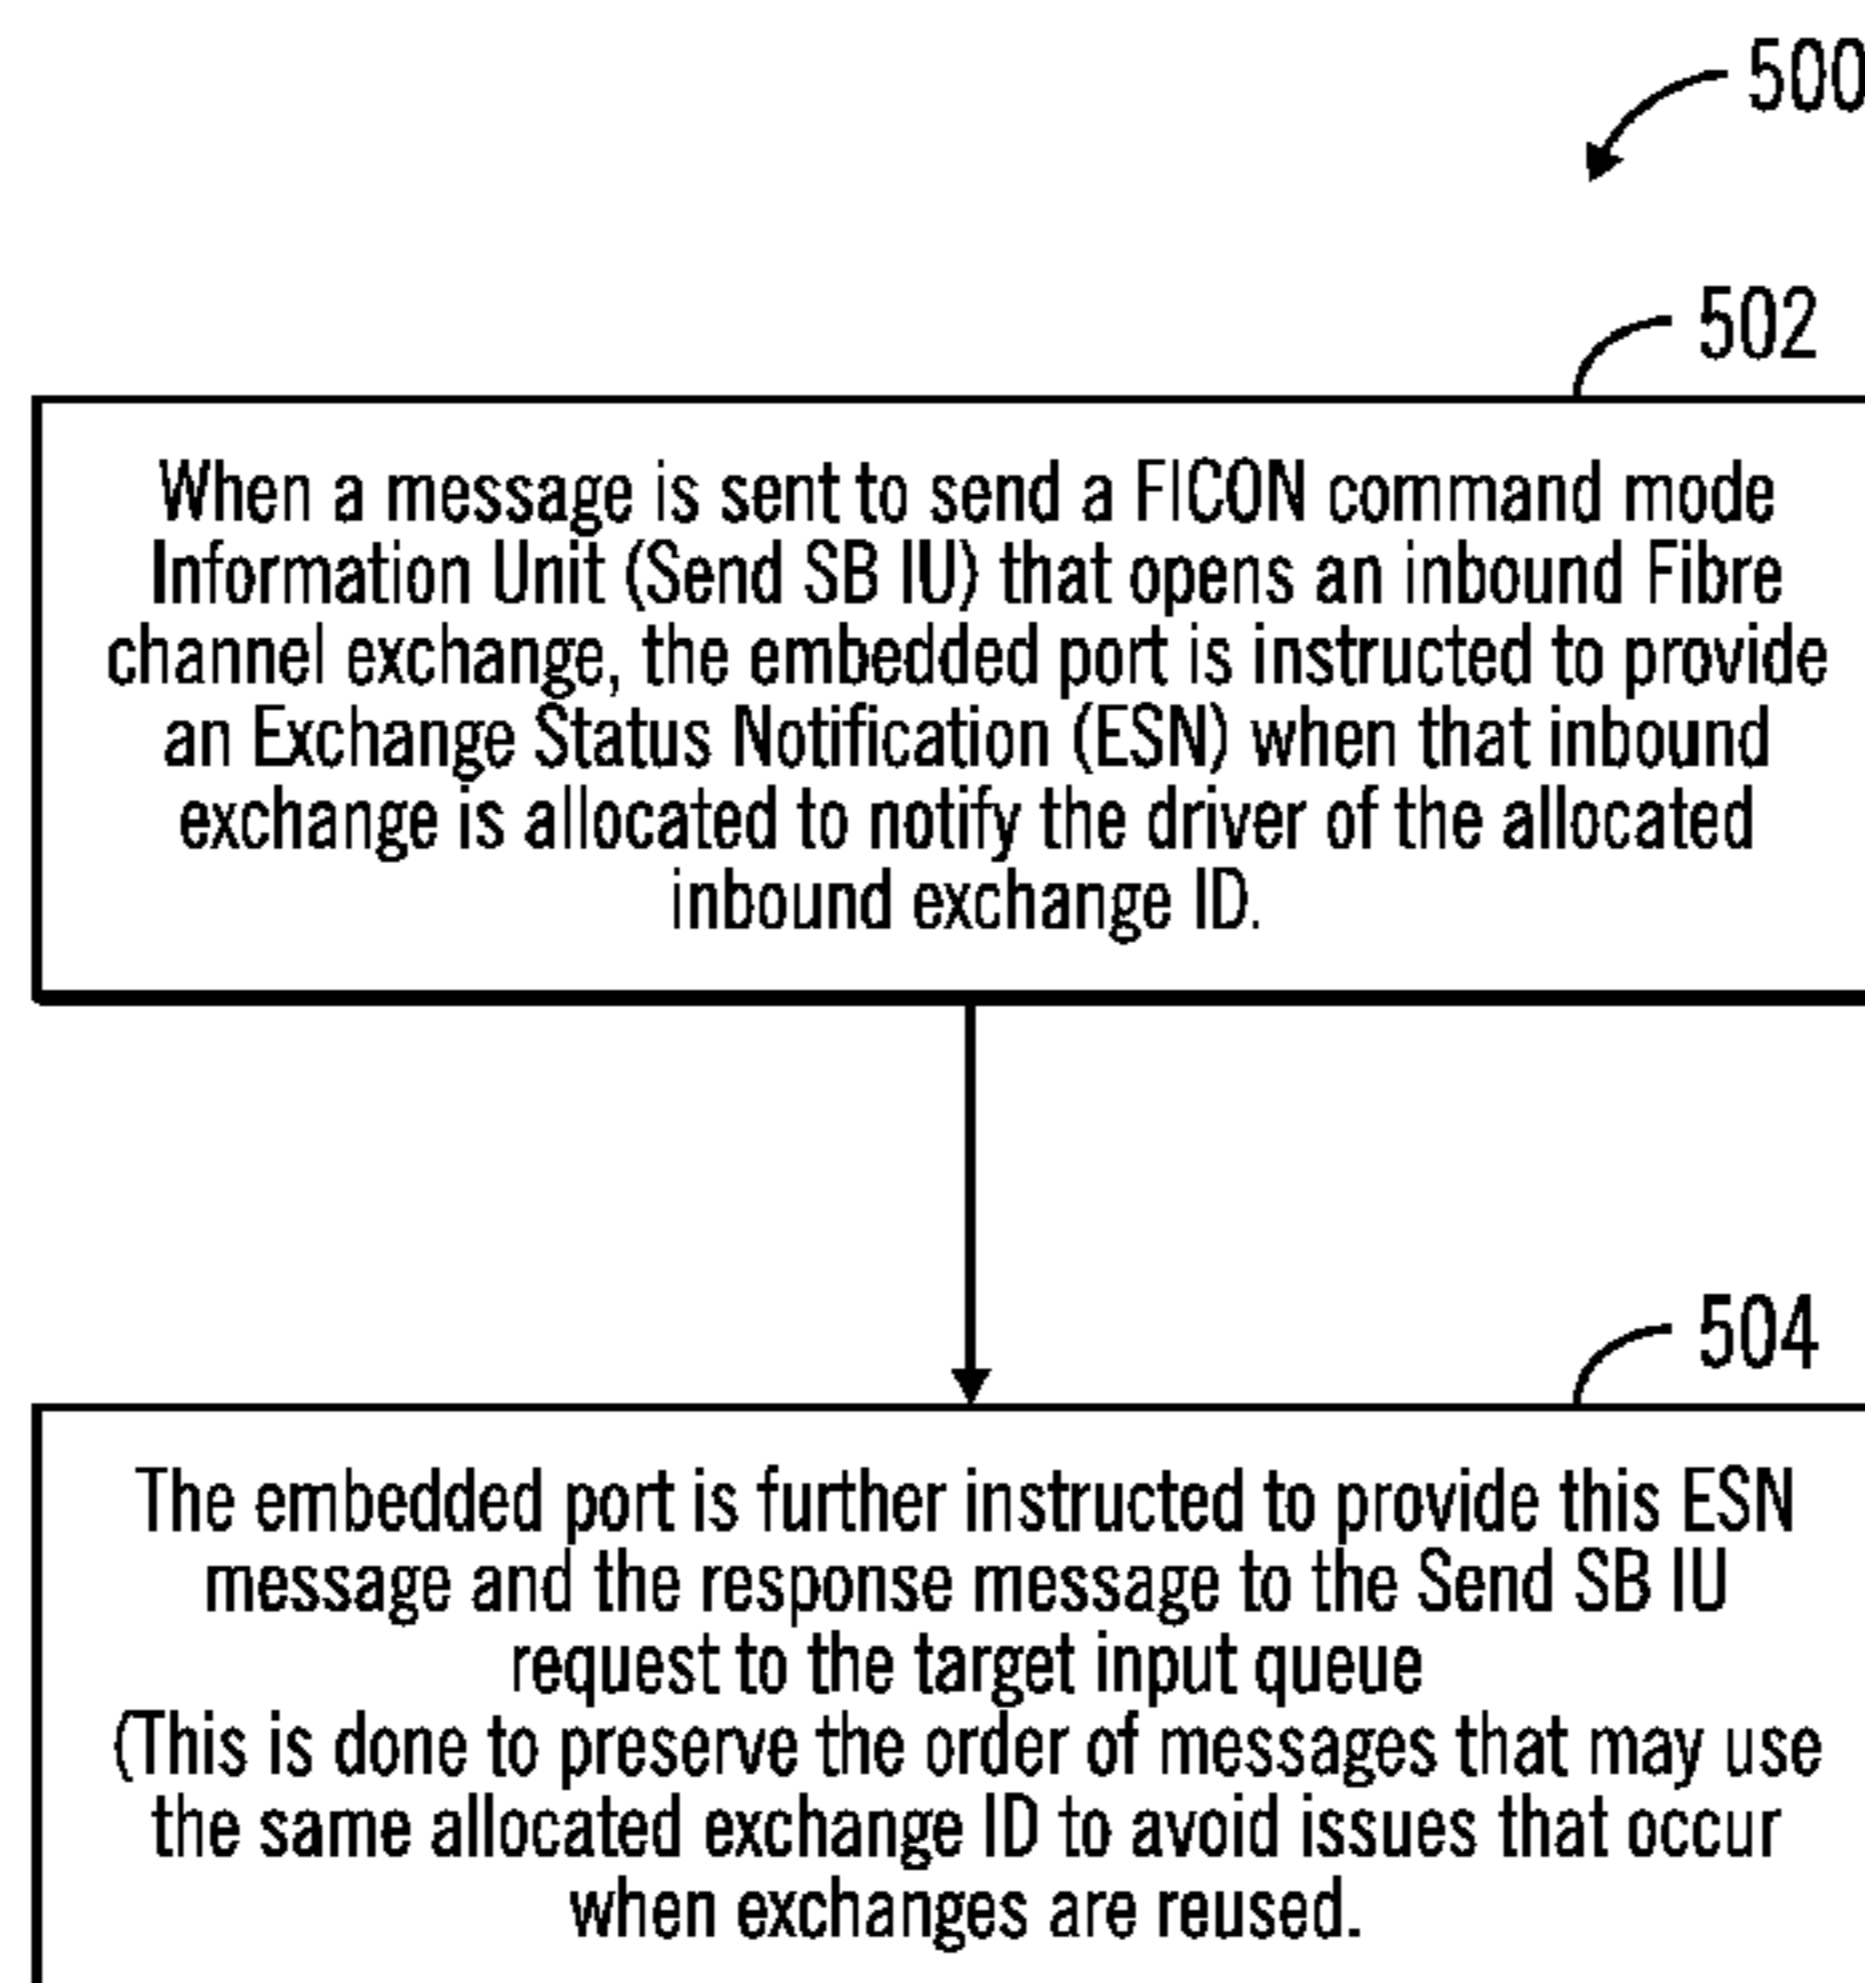 500
502
When a message is sent to send a FICON command mode
Information Unit (Send SB IU) that opens an inbound Fibre
channel exchange, the embedded port is instructed to provide
an Exchange Status Notification (ESN) when that inbound
exchange is allocated to notify the driver of the allocated
inbound exchange ID.
504
The embedded port is further instructed to provide this ESN
message and the response message to the Send SB IU
request to the target input queue
(This is done to preserve the order of messages that may use
the same allocated exchange ID to avoid issues that occur
when exchanges are reused.